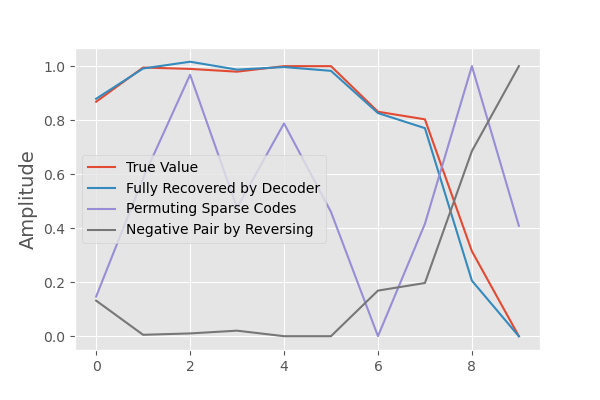 1.0
0.8
0.6
0.4
0.2
0.0
Amplitude
True Value
Fully Recovered by Decoder
Permuting Sparse Codes
Negative Pair by Reversing
0 2 4 6 8